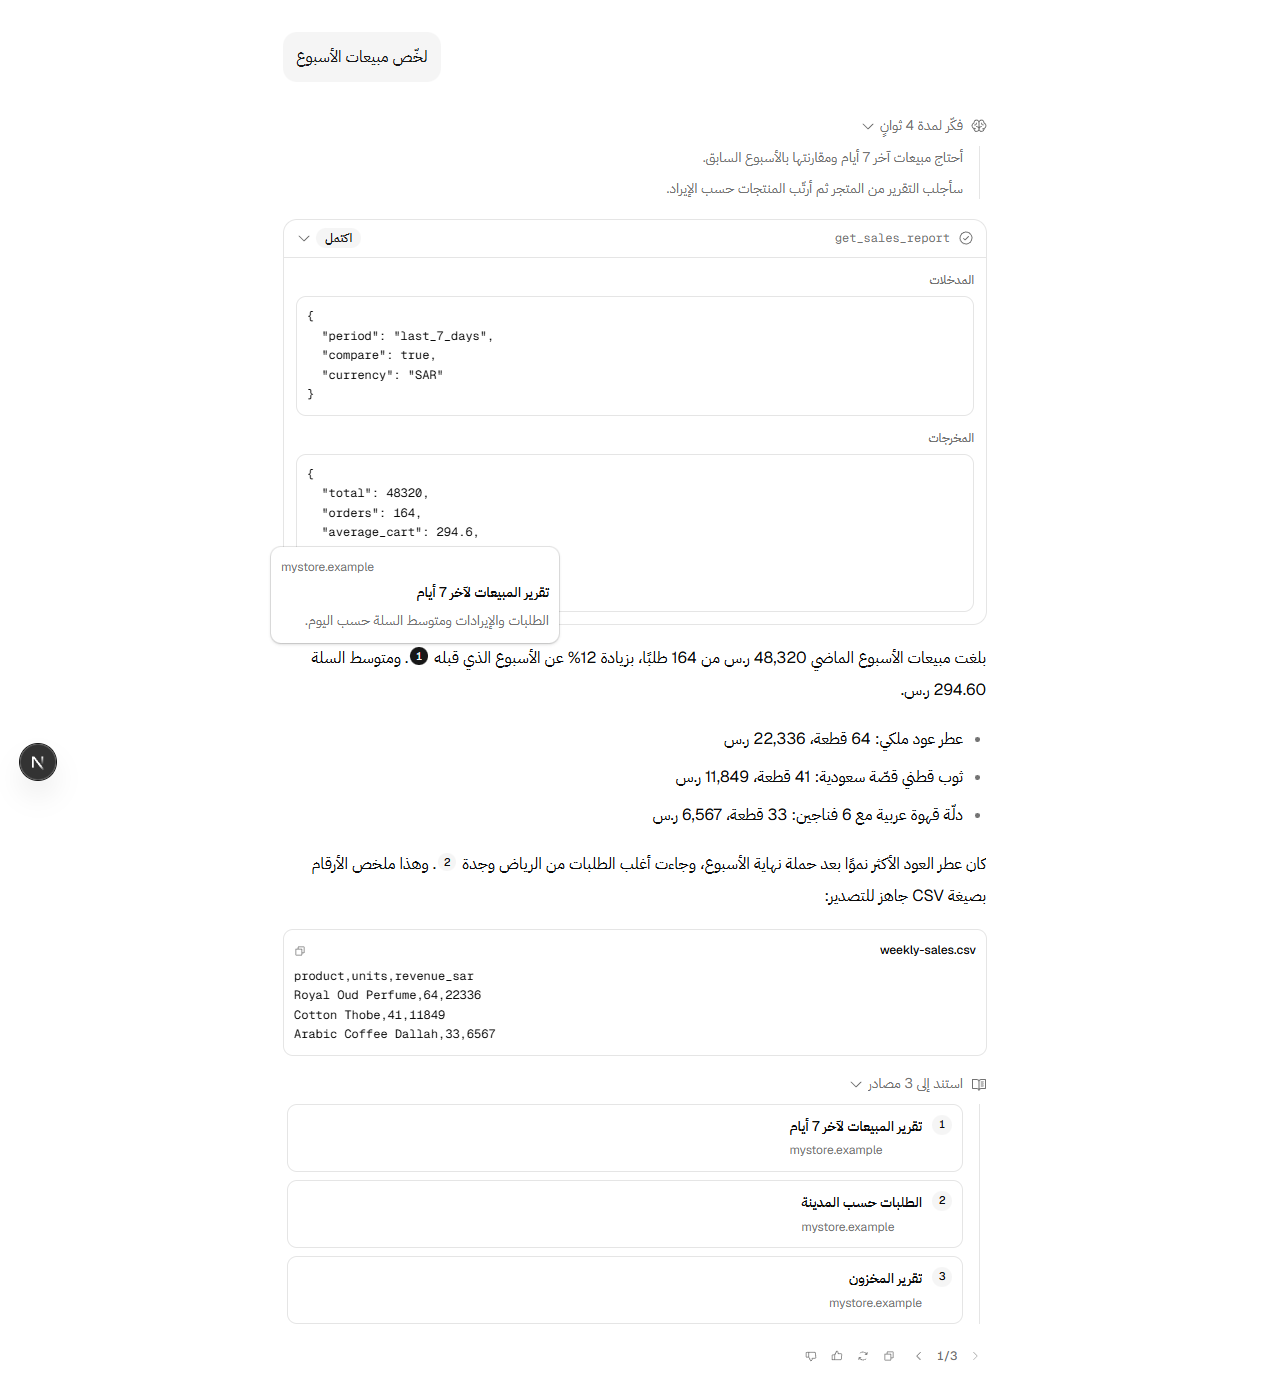 لخّص مبيعات الأسبوع
فكّر لمدة 4 ثوانٍ
أحتاج مبيعات آخر 7 أيام ومقارنتها بالأسبوع السابق.
سأجلب التقرير من المتجر ثم أرتّب المنتجات حسب الإيراد.
get_sales_report
اكتمل
المدخلات
{
  "period": "last_7_days",
  "compare": true,
  "currency": "SAR"
}
المخرجات
{
  "total": 48320,
  "orders": 164,
  "average_cart": 294.6,
mystore.example
تقرير المبيعات لآخر 7 أيام
الطلبات والإيرادات ومتوسط السلة حسب اليوم.
بلغت مبيعات الأسبوع الماضي 48,320 ر.س من 164 طلبًا، بزيادة 12% عن الأسبوع الذي قبله 1. ومتوسط السلة
294.60 ر.س.
• عطر عود ملكي: 64 قطعة، 22,336 ر.س
• ثوب قطني قصّة سعودية: 41 قطعة، 11,849 ر.س
• دلّة قهوة عربية مع 6 فناجين: 33 قطعة، 6,567 ر.س
كان عطر العود الأكثر نموًا بعد حملة نهاية الأسبوع، وجاءت أغلب الطلبات من الرياض وجدة 2. وهذا ملخص الأرقام
بصيغة CSV جاهز للتصدير:
weekly-sales.csv
product,units,revenue_sar
Royal Oud Perfume,64,22336
Cotton Thobe,41,11849
Arabic Coffee Dallah,33,6567
استند إلى 3 مصادر
1 تقرير المبيعات لآخر 7 أيام
mystore.example
2 الطلبات حسب المدينة
mystore.example
3 تقرير المخزون
mystore.example
1/3
N